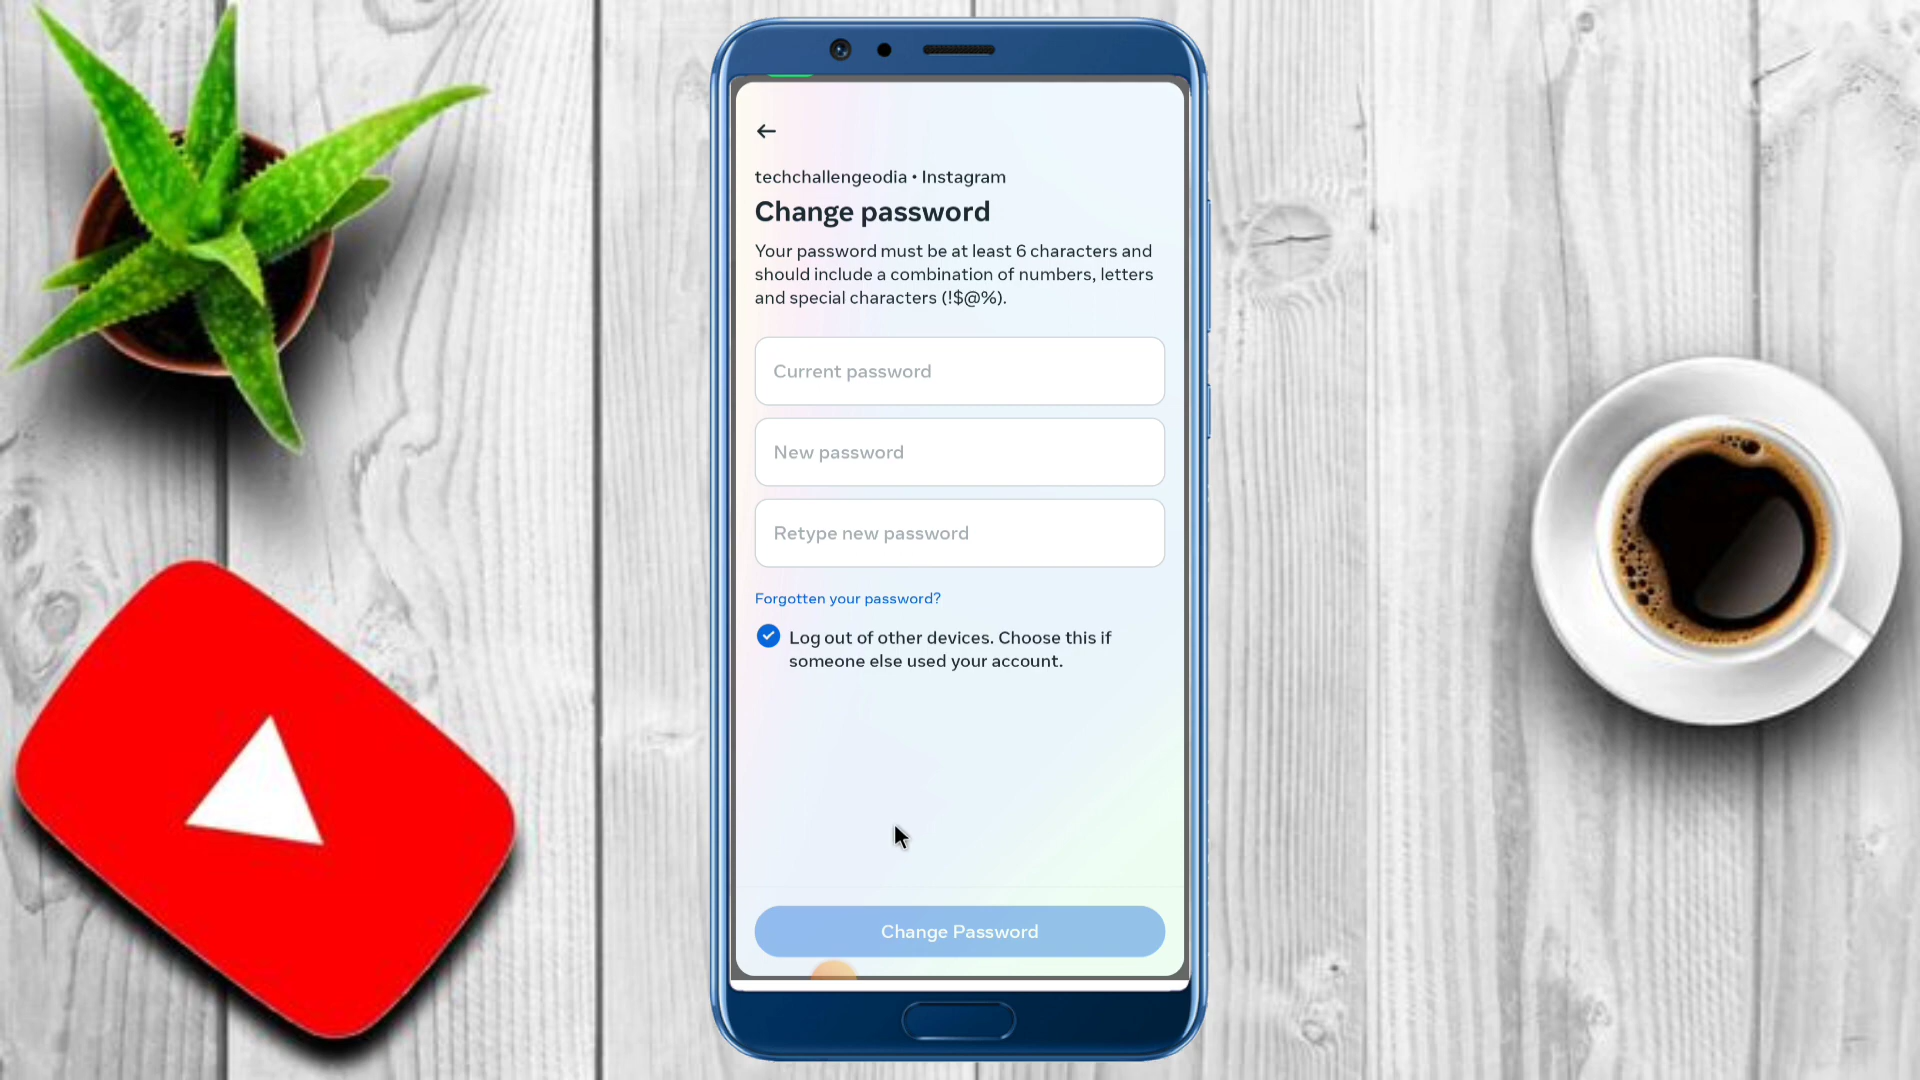 techchallengeodia • Instagram
Change password
Your password must be at least 6 characters and
should include a combination of numbers, letters
and special characters (!$@%).
Current password
New password
Retype new password
Forgotten your password?
Log out of other devices. Choose this if
someone else used your account.
Change Password